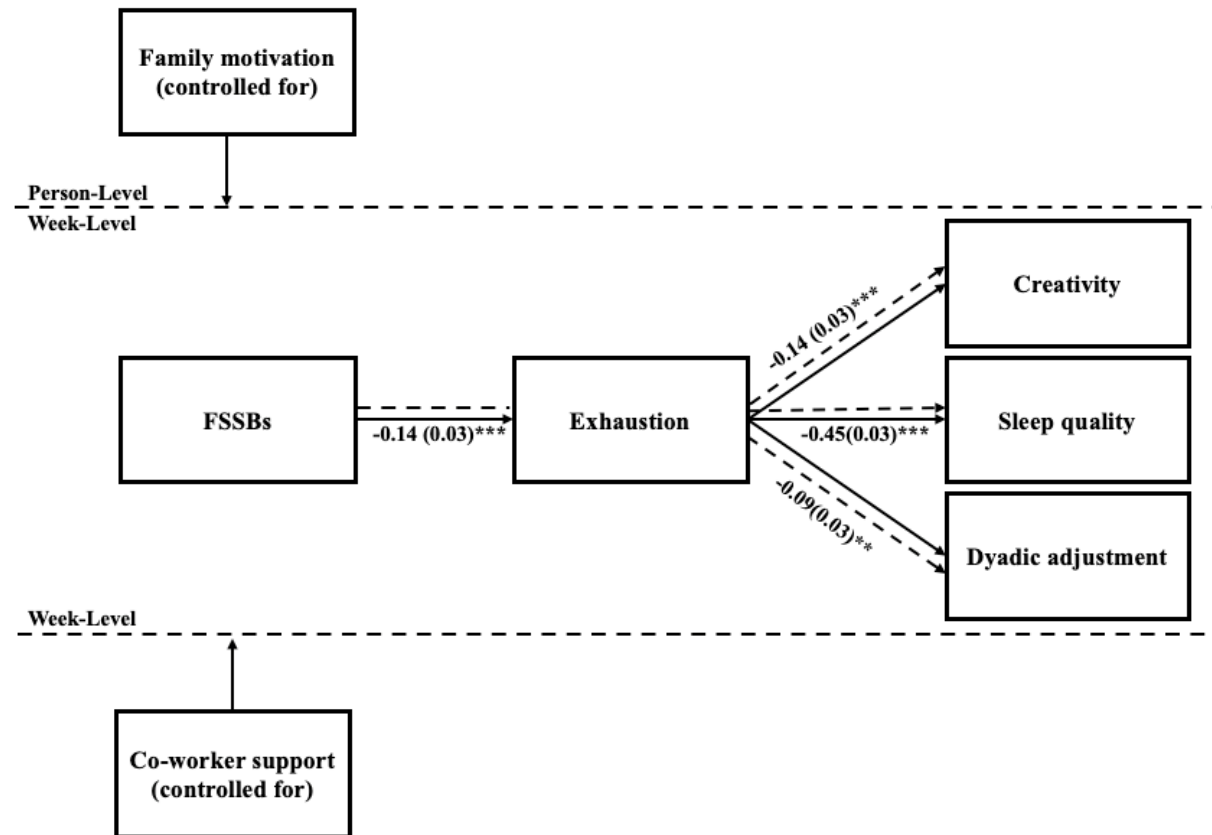 Family motivation
(controlled for)
Person-Level
Week-Level
Creativity
-0.14 (0.03)***
FSSBs
-0.14 (0.03)***
Exhaustion
-0.45(0.03)***
Sleep quality
-0.09(0.03)**
Dyadic adjustment
Week-Level
Co-worker support
(controlled for)